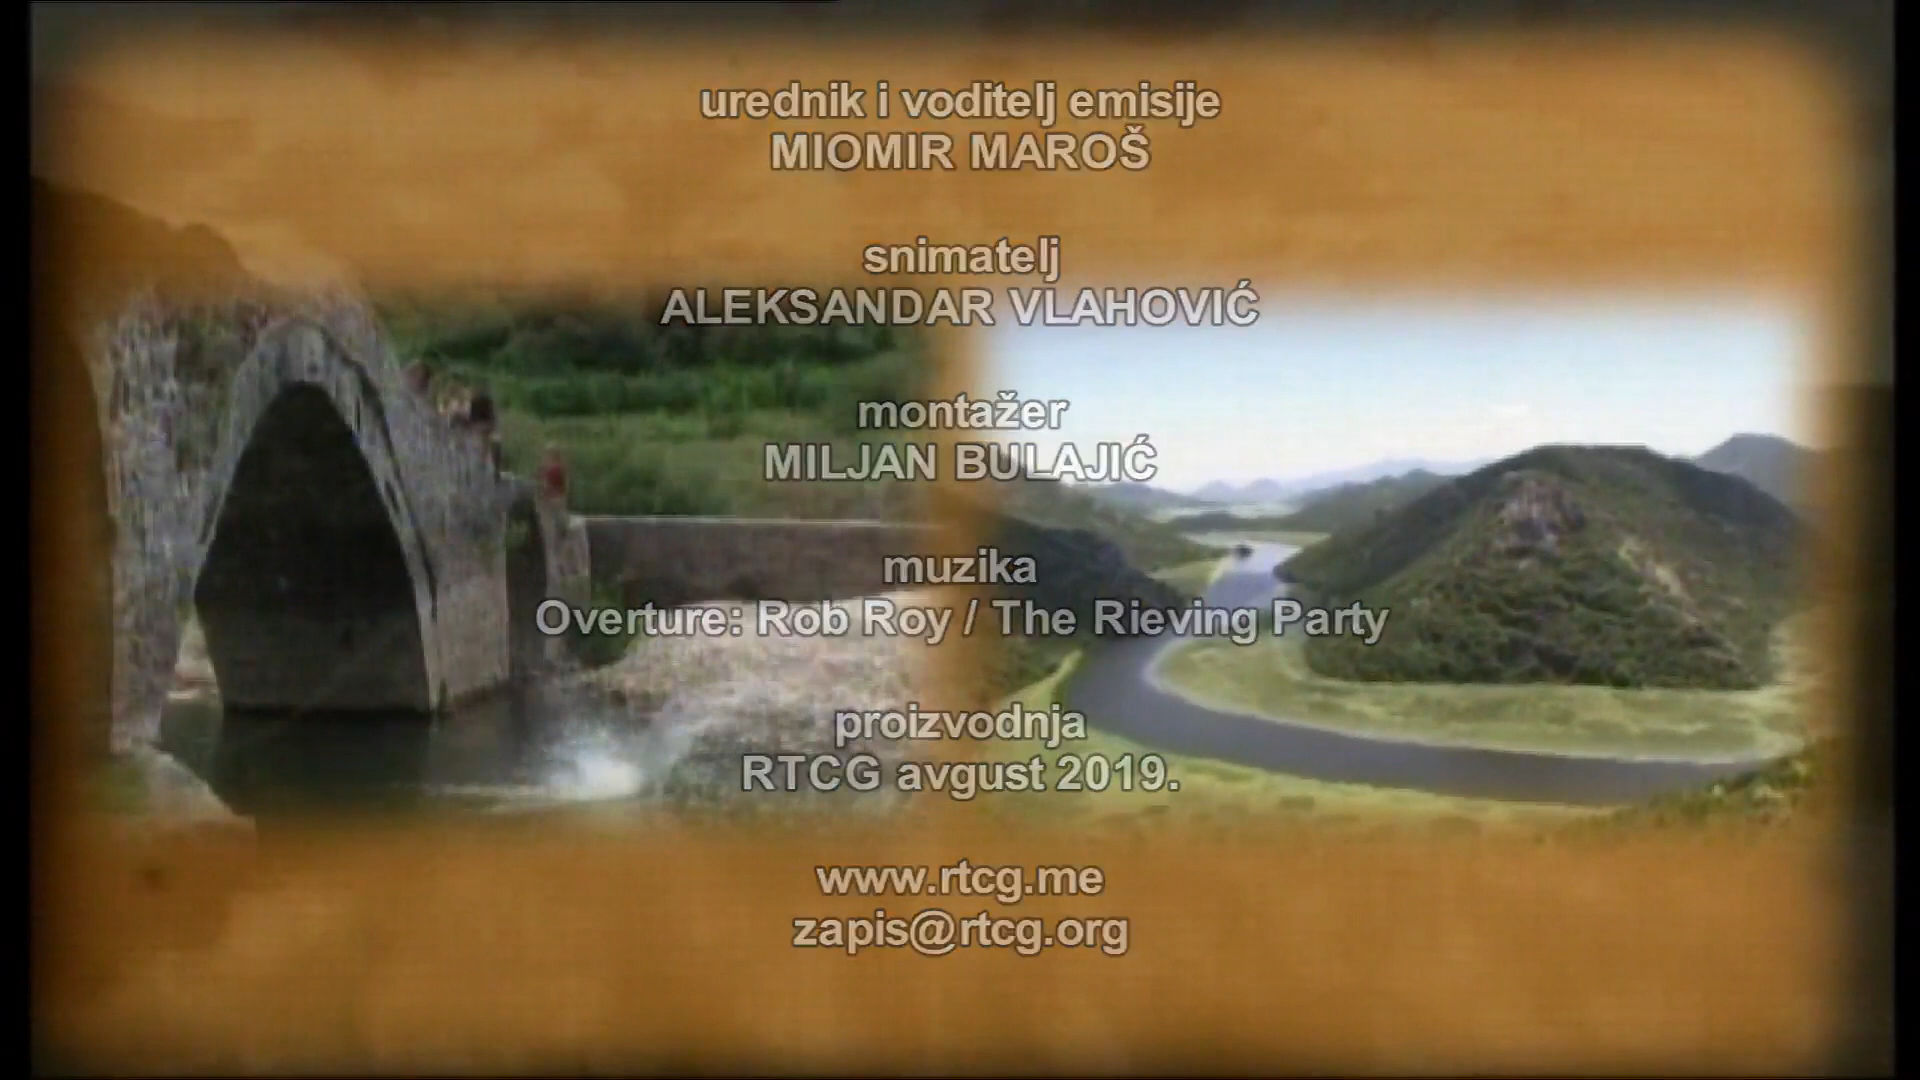 urednik i voditelj emisije
MIOMIR MAROŠ
snimatelj
ALEKSANDAR VLAHOVIĆ
montažer
MILJAN BULAJIĆ
muzika
Overture: Rob Roy / The Rieving Party
proizvodnja
RTCG avgust 2019.
www.rtcg.me
zapis@rtcg.org